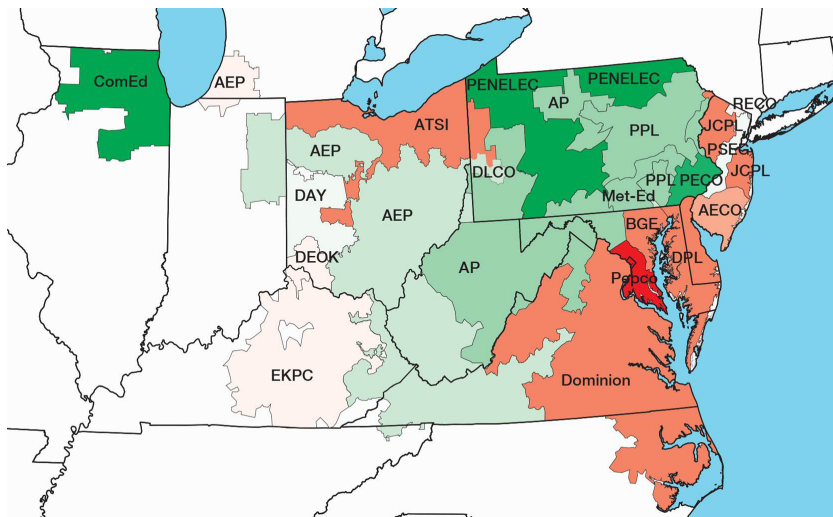 ComEd
AEP
PENELEC
PENELEC
AP
RECO
ATSI
PPL
JCPL
PSEG
AEP
DLCO
JCPL
PPL
PECO
DAY
Met-Ed
AEP
AECO
BGE
DEOK
DPL
AP
Pepco
EKPC
Dominion